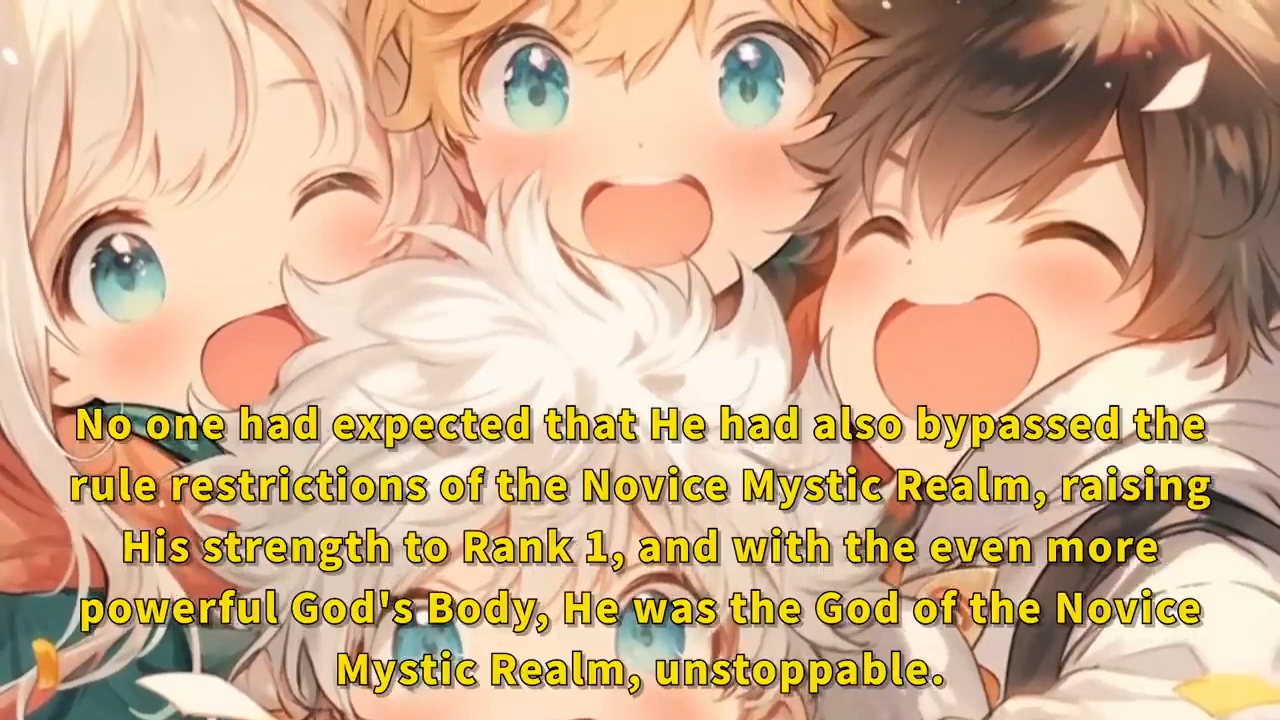 No one had expected that He had also bypassed the
rule restrictions of the Novice Mystic Realm, raising
His strength to Rank 1, and with the even more
powerful God's Body, He was the God of the Novice
Mystic Realm, unstoppable.